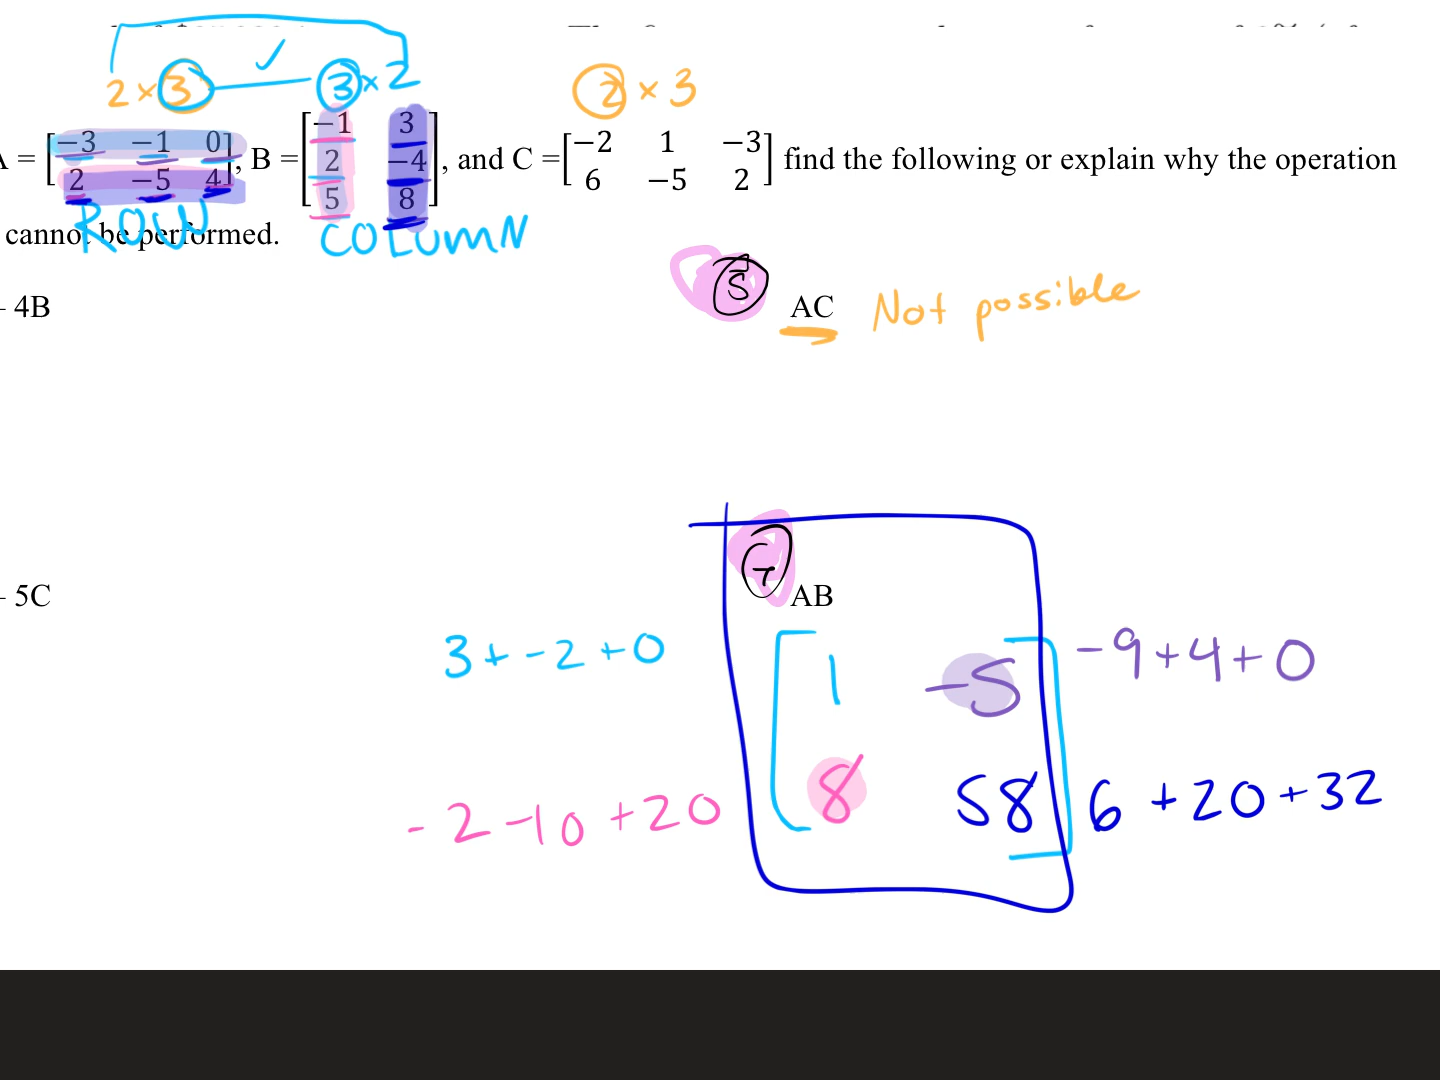 2 × 3 3 × 2 2 × 3
A = [−3 −1 0 2 −5 4], B = [−1 3 2 −4 5 8], and C = [−2 1 −3 6 −5 2] find the following or explain why the operation
ROW COLUMN
cannot be performed.
– 4B 5 AC Not possible
– 5C 7 AB
3 + -2 + 0 [1 -5 -9 + 4 + 0
-2 -10 + 20 8 58] 6 + 20 + 32